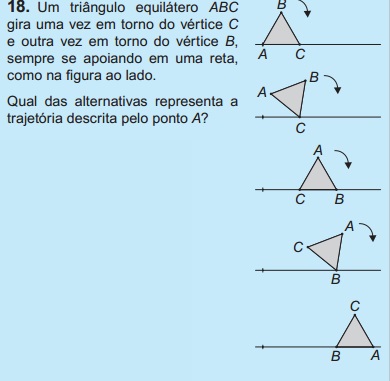 18. Um triângulo equilátero ABC
gira uma vez em torno do vértice C
e outra vez em torno do vértice B,
sempre se apoiando em uma reta,
como na figura ao lado.
Qual das alternativas representa a
trajetória descrita pelo ponto A?
B
A C
B
A
C
A
C B
A
C
B
C
B A